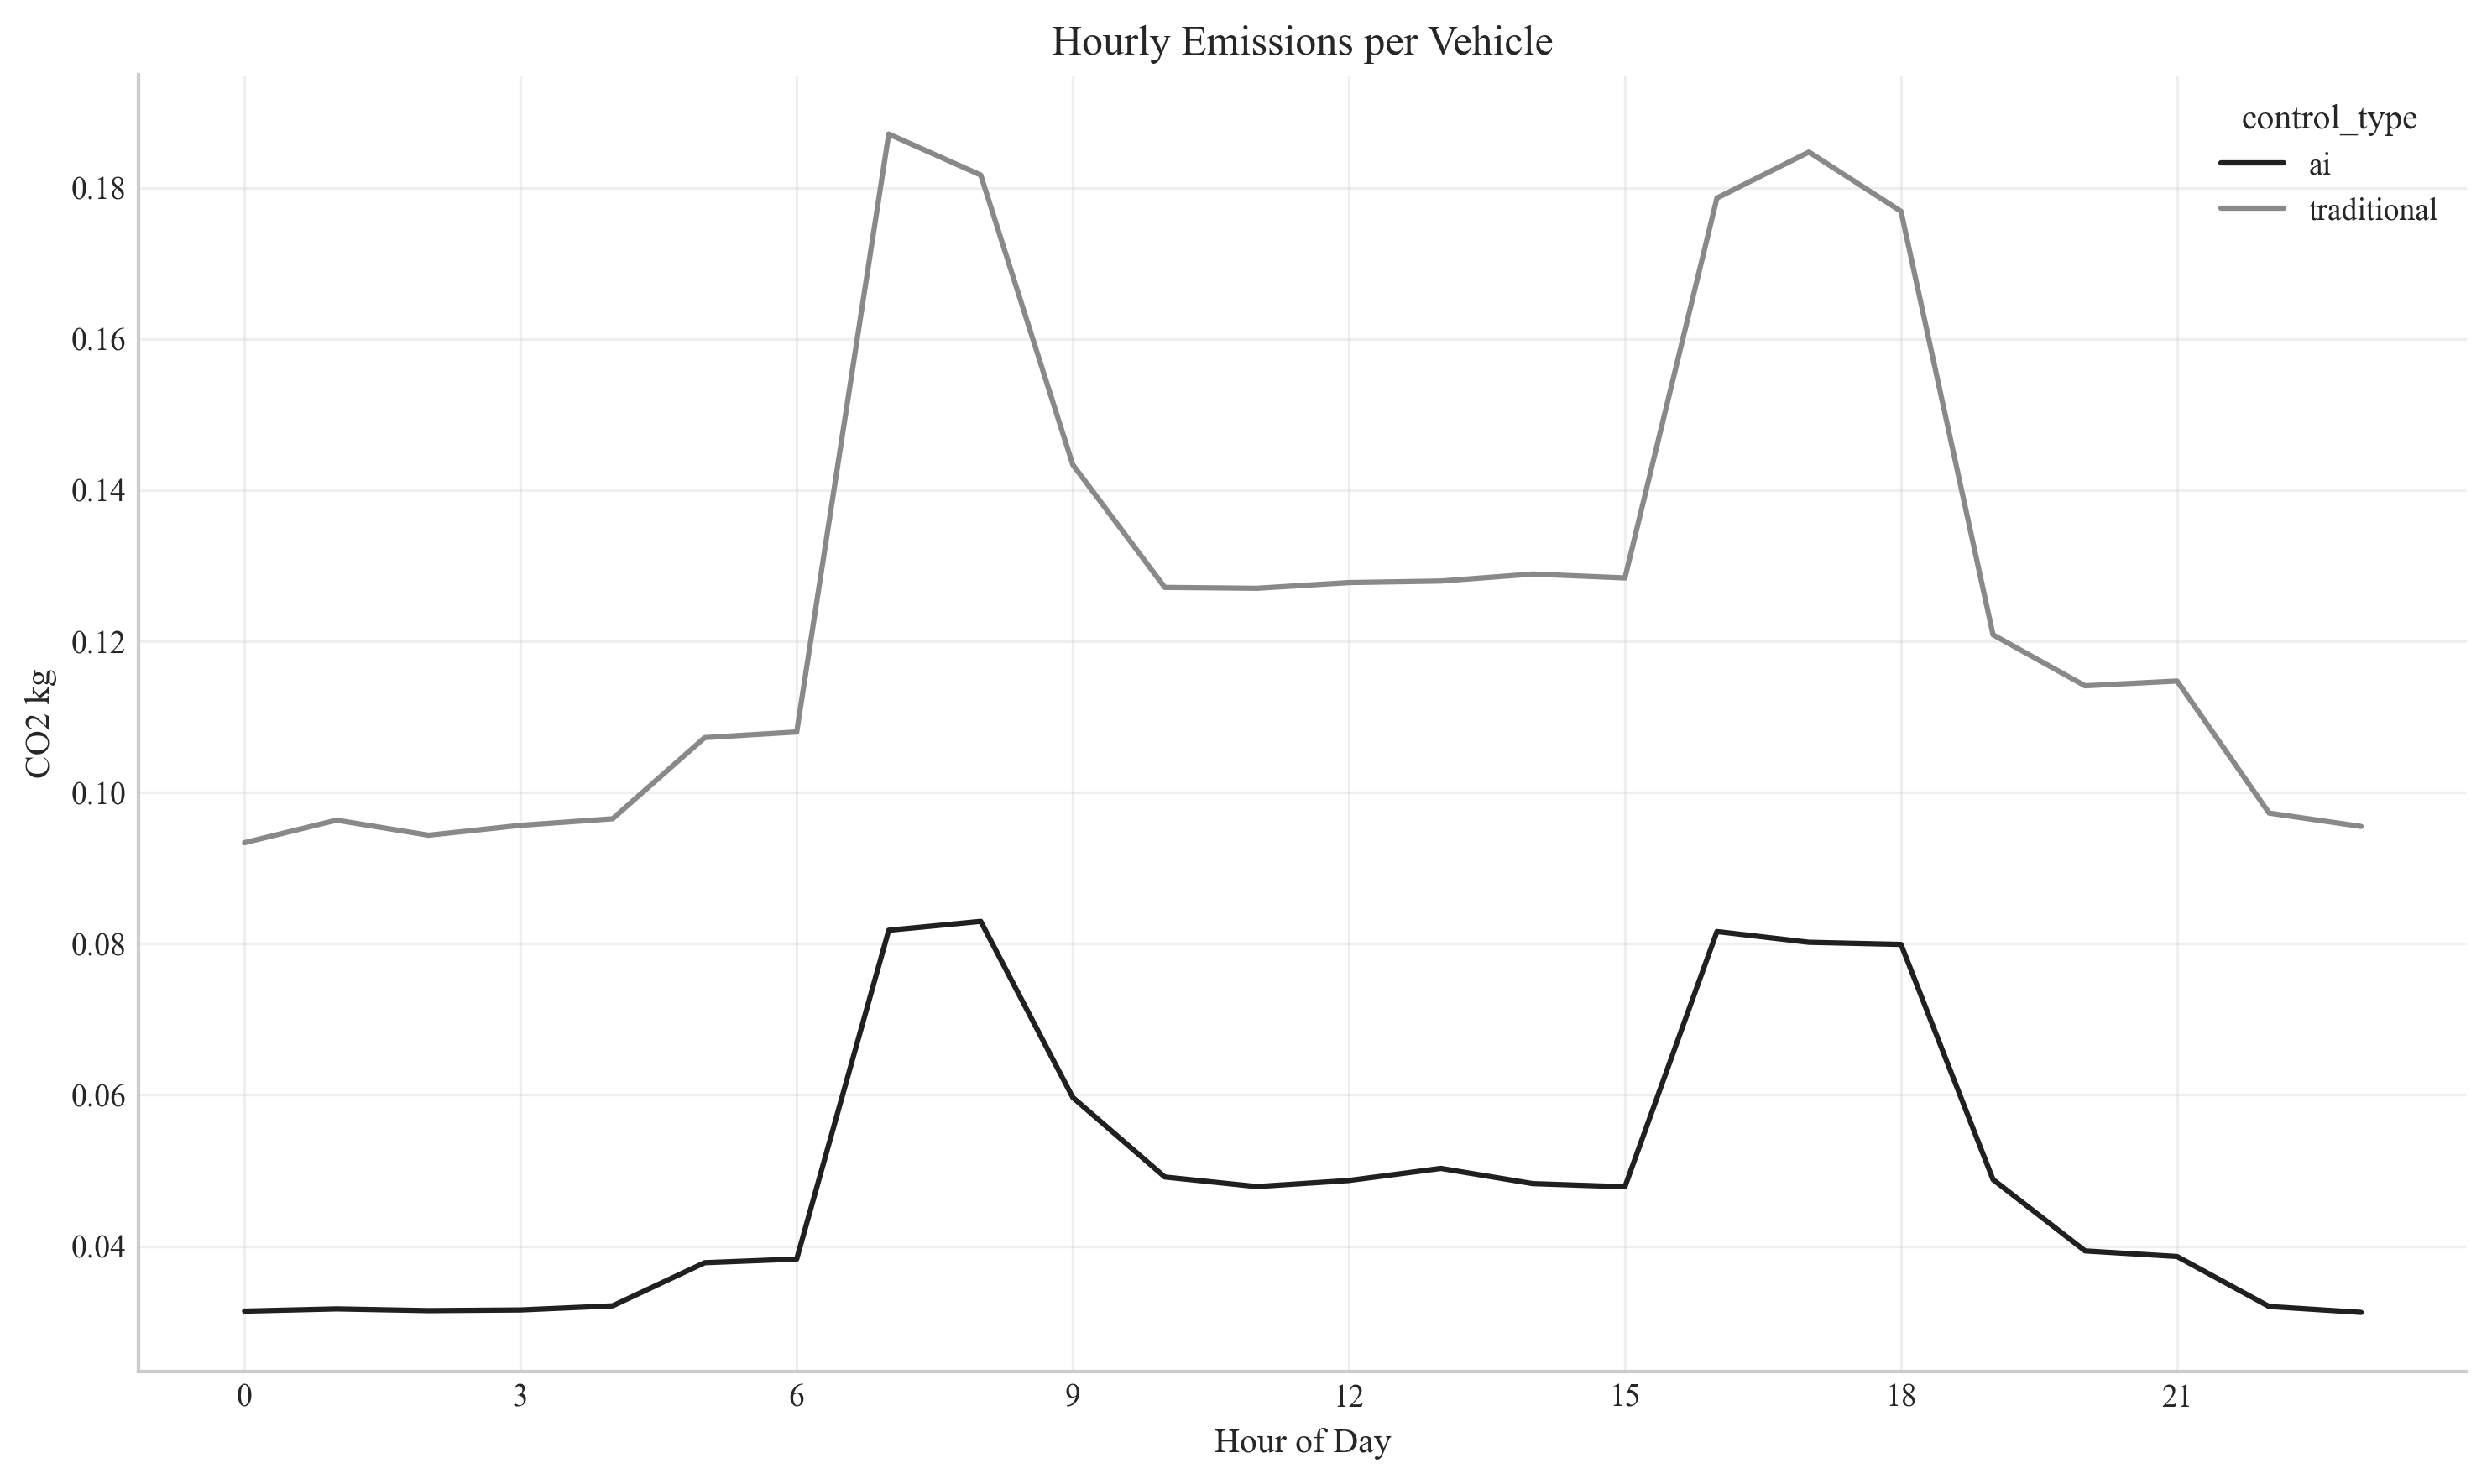 Hourly Emissions per Vehicle
control_type
ai
traditional
0.18
0.16
0.14
0.12
0.10
0.08
0.06
0.04
CO2 kg
0 3 6 9 12 15 18 21
Hour of Day